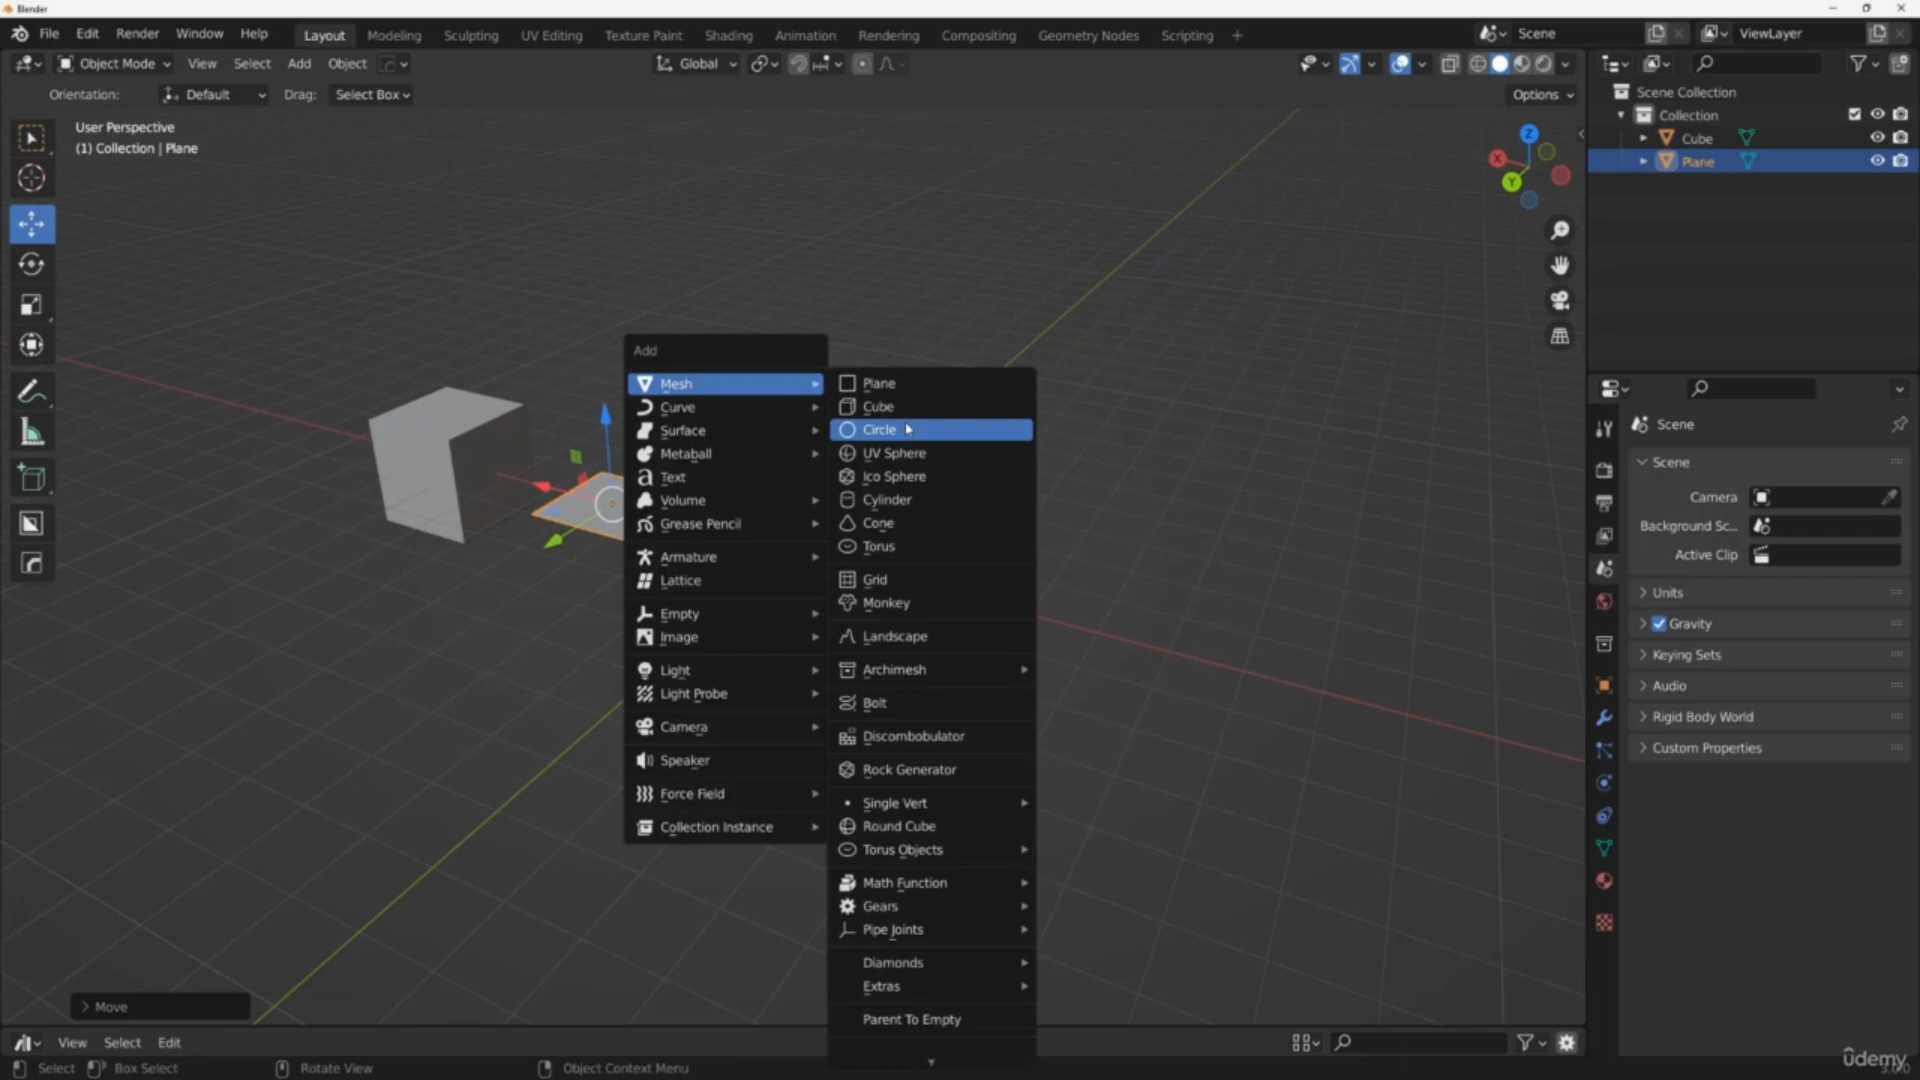 Blender
File Edit Render Window Help Layout Modeling Sculpting UV Editing Texture Paint Shading Animation Rendering Compositing Geometry Nodes Scripting + Scene ViewLayer
Object Mode View Select Add Object Global
Orientation: Default Drag: Select Box Options
User Perspective
(1) Collection | Plane
Z
X
Y
Scene Collection
Collection
Cube
Plane
Add
Mesh
Curve
Surface
Metaball
Text
Volume
Grease Pencil
Armature
Lattice
Empty
Image
Light
Light Probe
Camera
Speaker
Force Field
Collection Instance
Plane
Cube
Circle
UV Sphere
Ico Sphere
Cylinder
Cone
Torus
Grid
Monkey
Landscape
Archimesh
Bolt
Discombobulator
Rock Generator
Single Vert
Round Cube
Torus Objects
Math Function
Gears
Pipe Joints
Diamonds
Extras
Parent To Empty
Scene
Scene
Camera
Background Sc...
Active Clip
Units
Gravity
Keying Sets
Audio
Rigid Body World
Custom Properties
Move
View Select Edit
Select Box Select Rotate View Object Context Menu
ûdemy